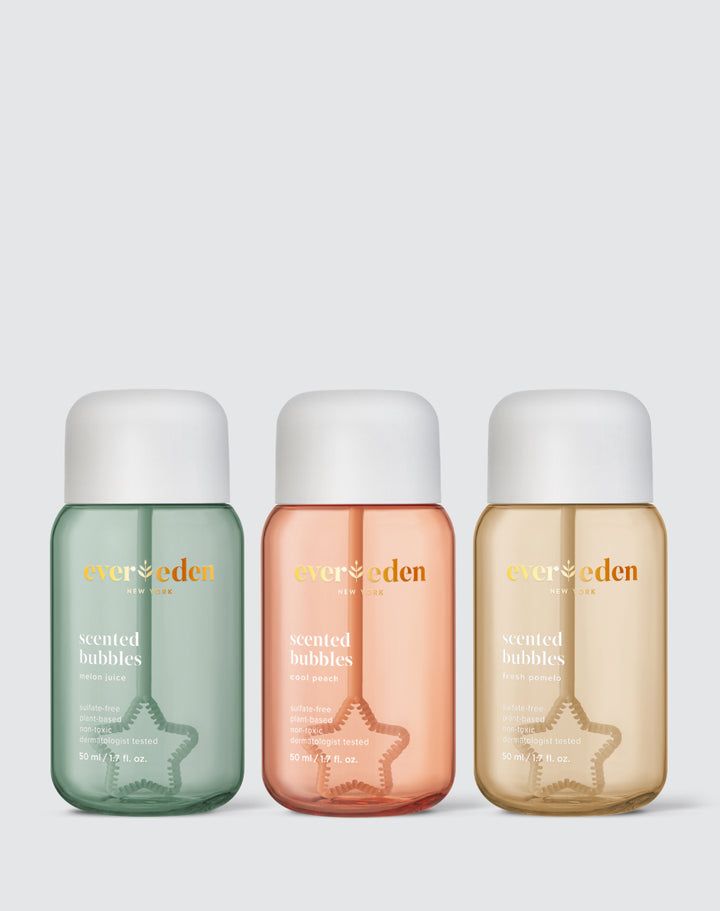 ever eden
NEW YORK
scented
bubbles
melon juice
sulfate-free
plant-based
non-toxic
dermatologist tested
50 ml / 1.7 fl. oz.
ever eden
NEW YORK
scented
bubbles
cool peach
sulfate-free
plant-based
non-toxic
dermatologist tested
50 ml / 1.7 fl. oz.
ever eden
NEW YORK
scented
bubbles
fresh pomelo
sulfate-free
plant-based
non-toxic
dermatologist tested
50 ml / 1.7 fl. oz.